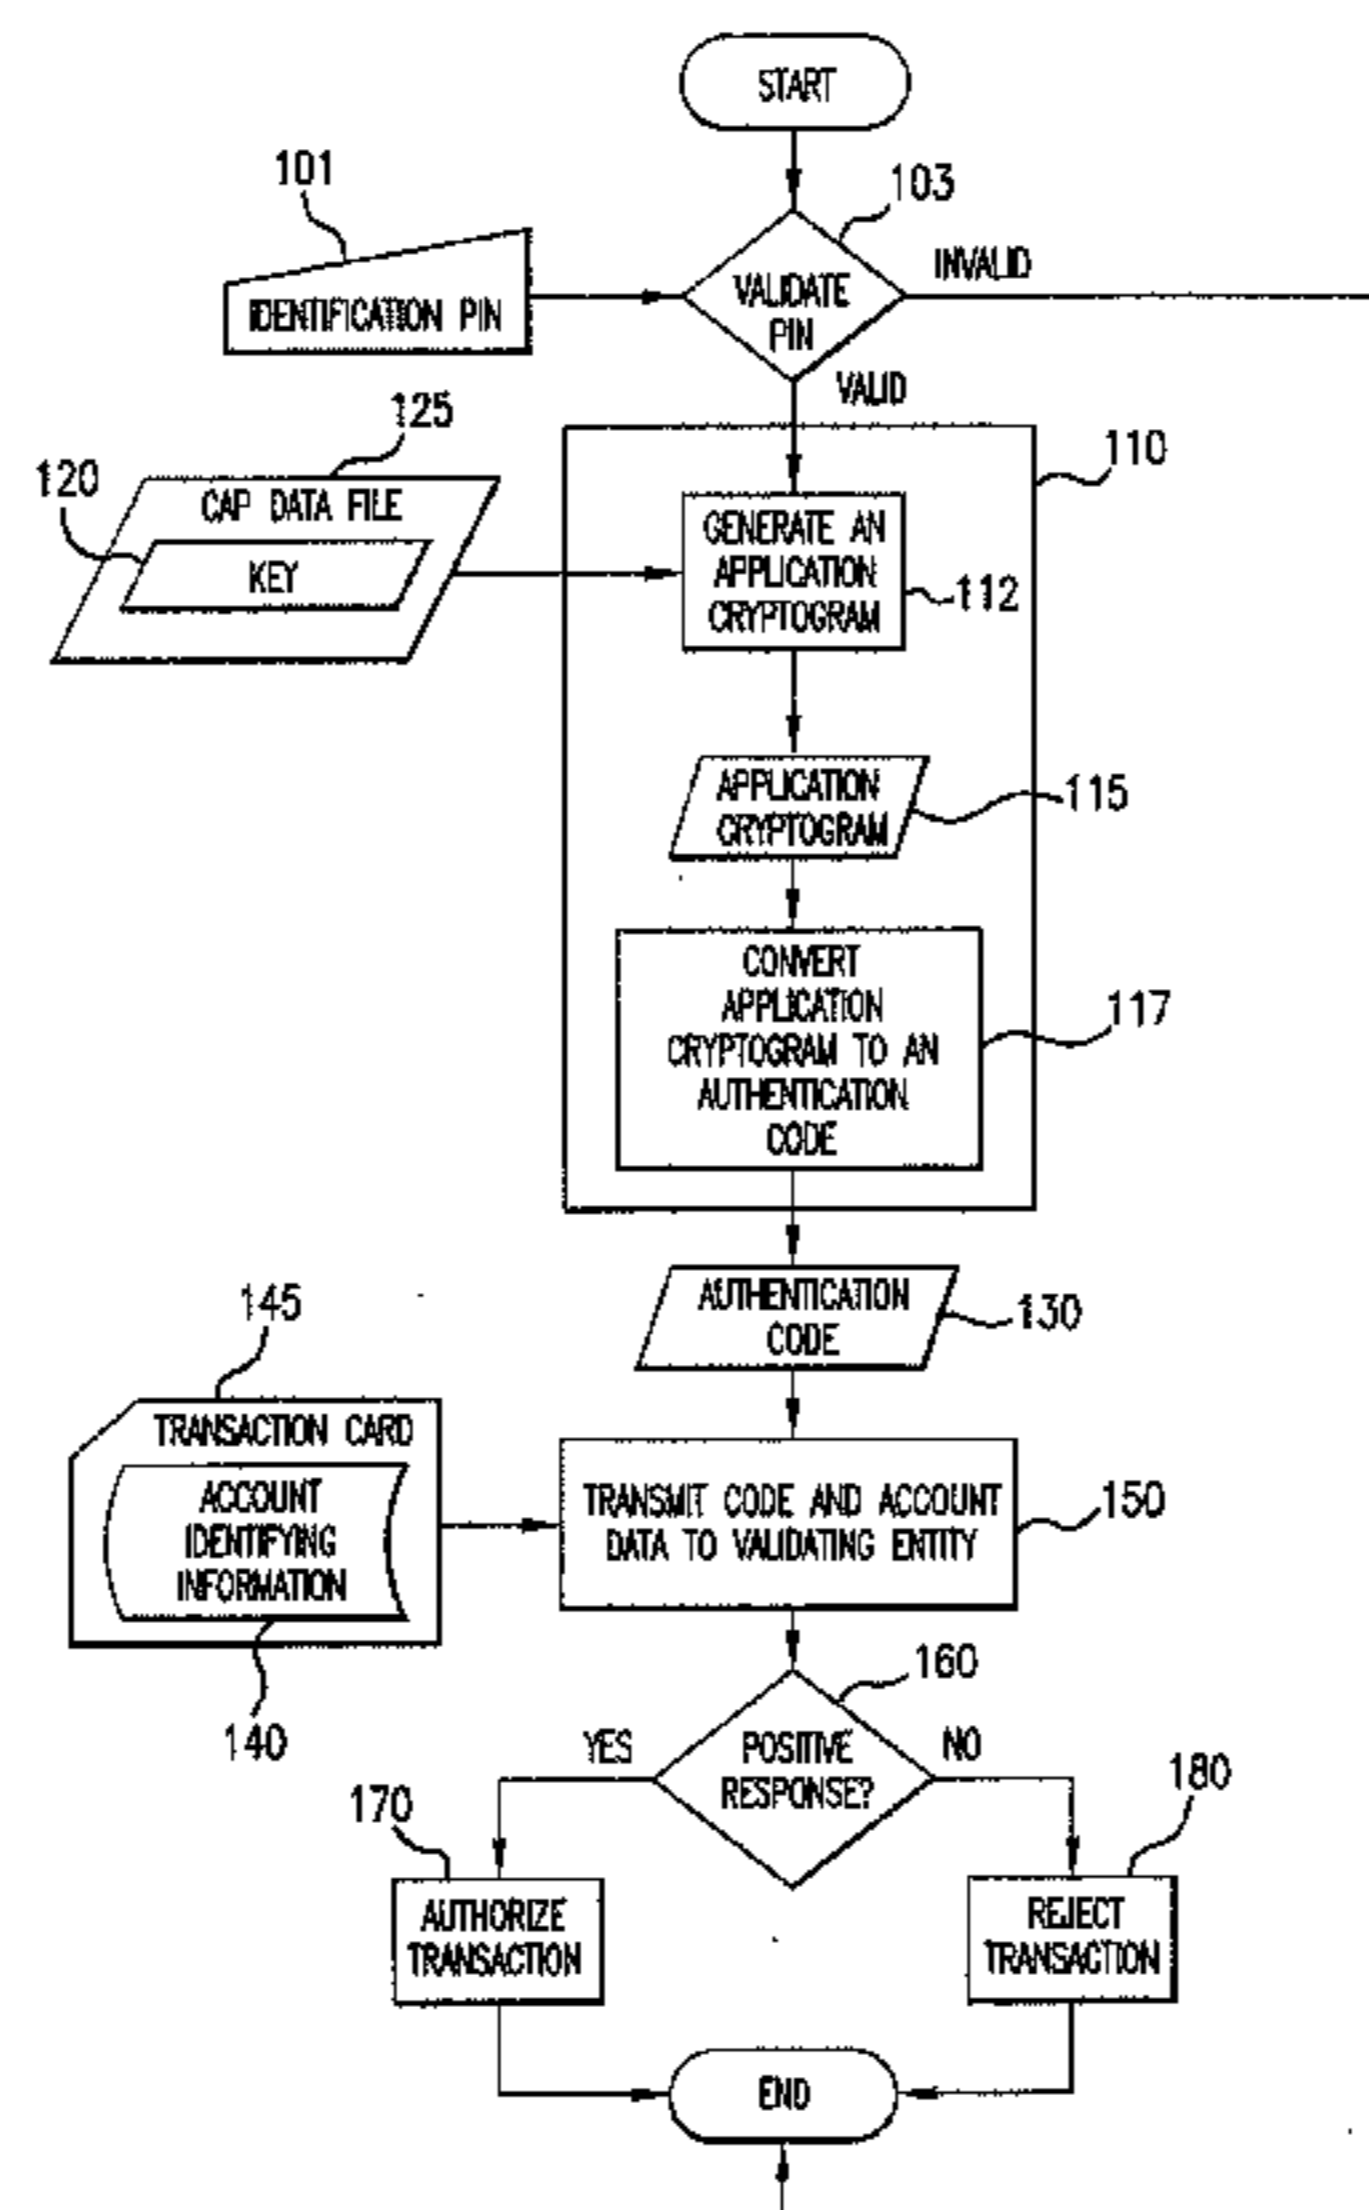 START
101
103
IDENTIFICATION PIN
VALIDATE
PIN
INVALID
VALID
125
120
CAP DATA FILE
KEY
110
GENERATE AN
APPLICATION
CRYPTOGRAM
112
APPLICATION
CRYPTOGRAM
115
CONVERT
APPLICATION
CRYPTOGRAM TO AN
AUTHENTICATION
CODE
117
AUTHENTICATION
CODE
130
145
TRANSACTION CARD
ACCOUNT
IDENTIFYING
INFORMATION
140
TRANSMIT CODE AND ACCOUNT
DATA TO VALIDATING ENTITY
150
160
YES
POSITIVE
RESPONSE?
NO
170
180
AUTHORIZE
TRANSACTION
REJECT
TRANSACTION
END